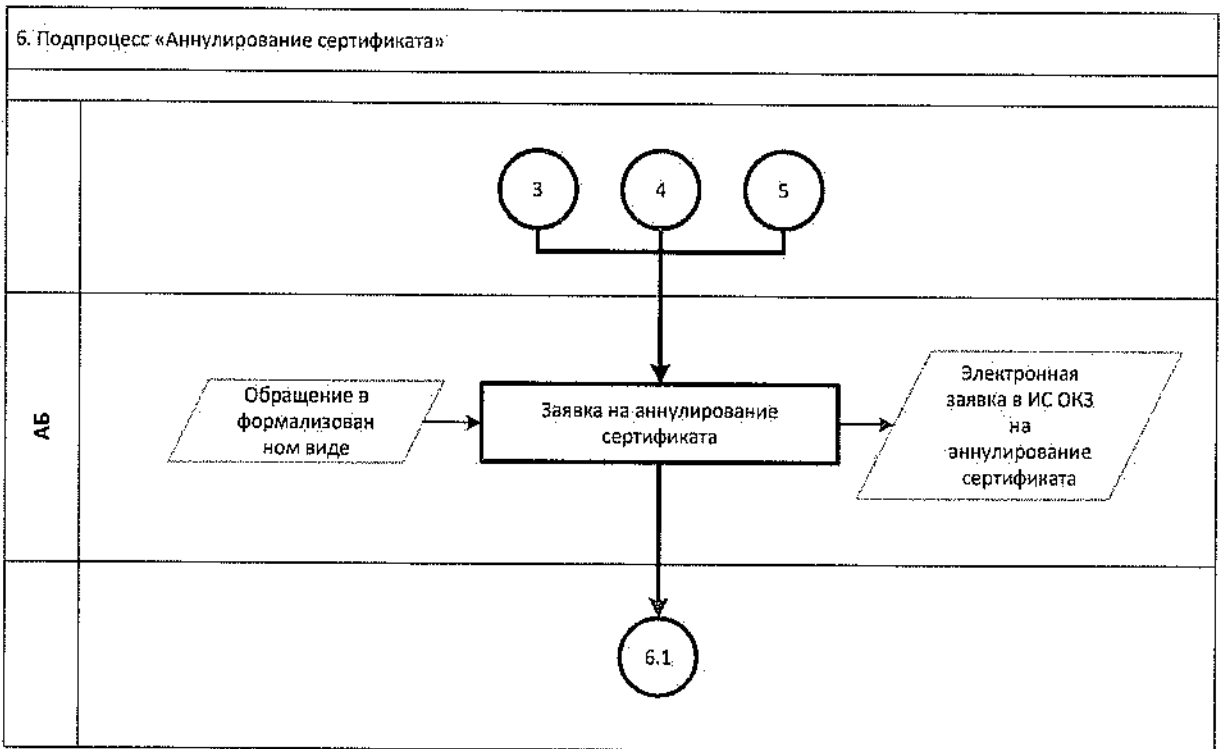 6. Подпроцесс «Аннулирование сертификата»
3
4
5
АБ
Обращение в
формализован
ном виде
Заявка на аннулирование
сертификата
Электронная
заявка в ИС ОКЗ
на
аннулирование
сертификата
6.1